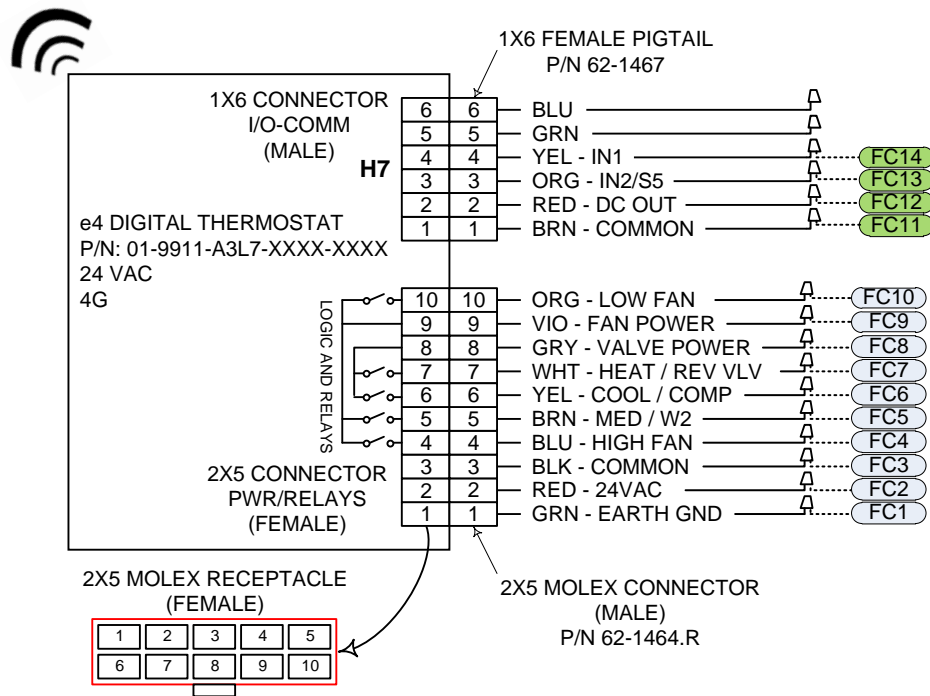 1X6 FEMALE PIGTAIL
P/N 62-1467
1X6 CONNECTOR
I/O-COMM
(MALE)
H7
6 6 BLU
5 5 GRN
4 4 YEL - IN1 FC14
3 3 ORG - IN2/S5 FC13
2 2 RED - DC OUT FC12
1 1 BRN - COMMON FC11
e4 DIGITAL THERMOSTAT
P/N: 01-9911-A3L7-XXXX-XXXX
24 VAC
4G
LOGIC AND RELAYS
10 10 ORG - LOW FAN FC10
9 9 VIO - FAN POWER FC9
8 8 GRY - VALVE POWER FC8
7 7 WHT - HEAT / REV VLV FC7
6 6 YEL - COOL / COMP FC6
5 5 BRN - MED / W2 FC5
4 4 BLU - HIGH FAN FC4
3 3 BLK - COMMON FC3
2 2 RED - 24VAC FC2
1 1 GRN - EARTH GND FC1
2X5 CONNECTOR
PWR/RELAYS
(FEMALE)
2X5 MOLEX RECEPTACLE
(FEMALE)
1 2 3 4 5
6 7 8 9 10
2X5 MOLEX CONNECTOR
(MALE)
P/N 62-1464.R